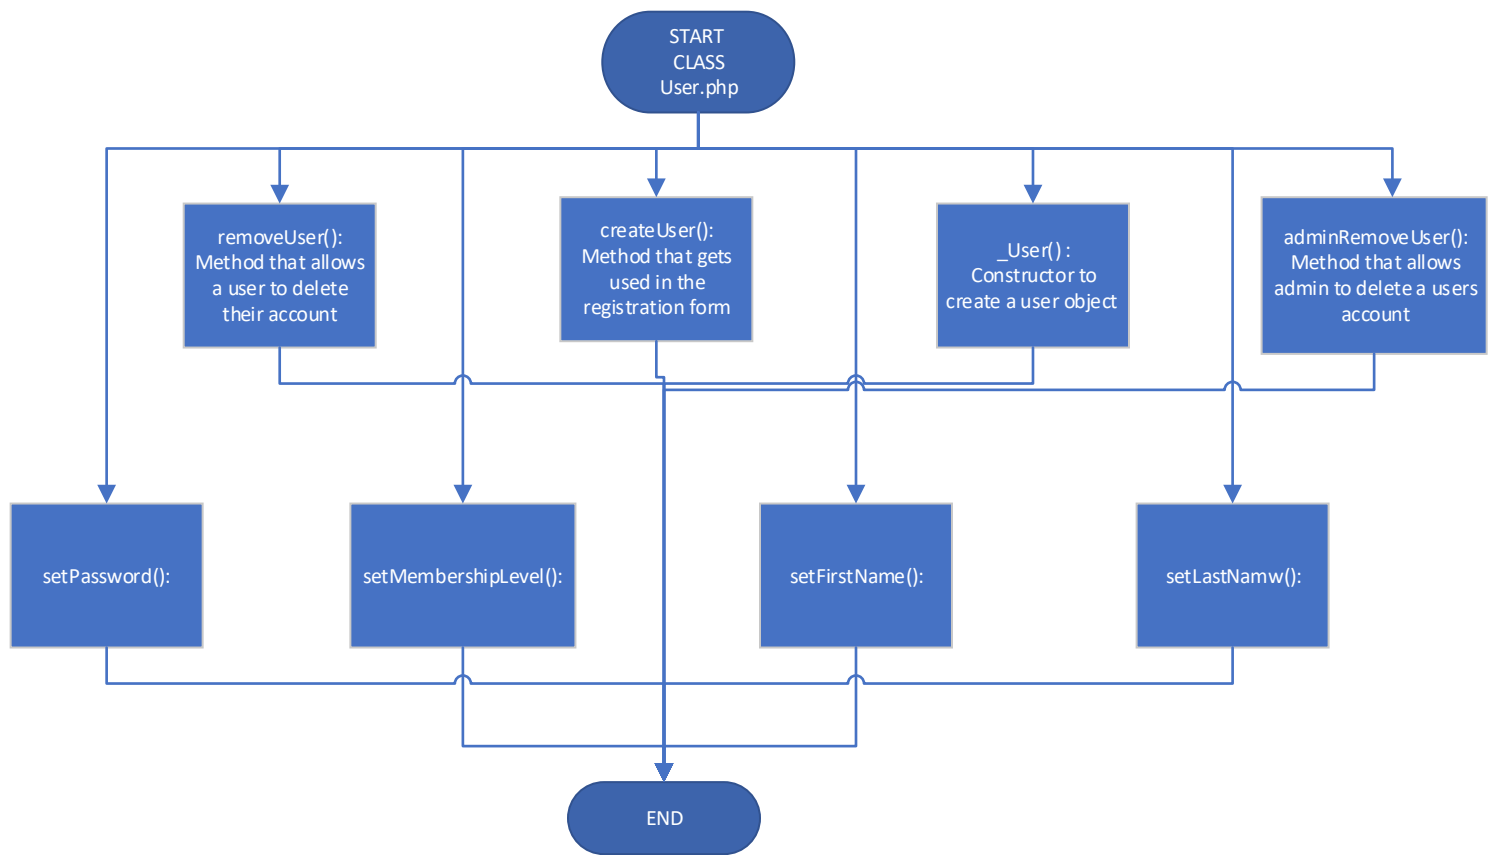 START
CLASS
User.php
removeUser():
Method that allows
a user to delete
their account
createUser():
Method that gets
used in the
registration form
_User() :
Constructor to
create a user object
adminRemoveUser():
Method that allows
admin to delete a users
account
setPassword():
setMembershipLevel():
setFirstName():
setLastNamw():
END